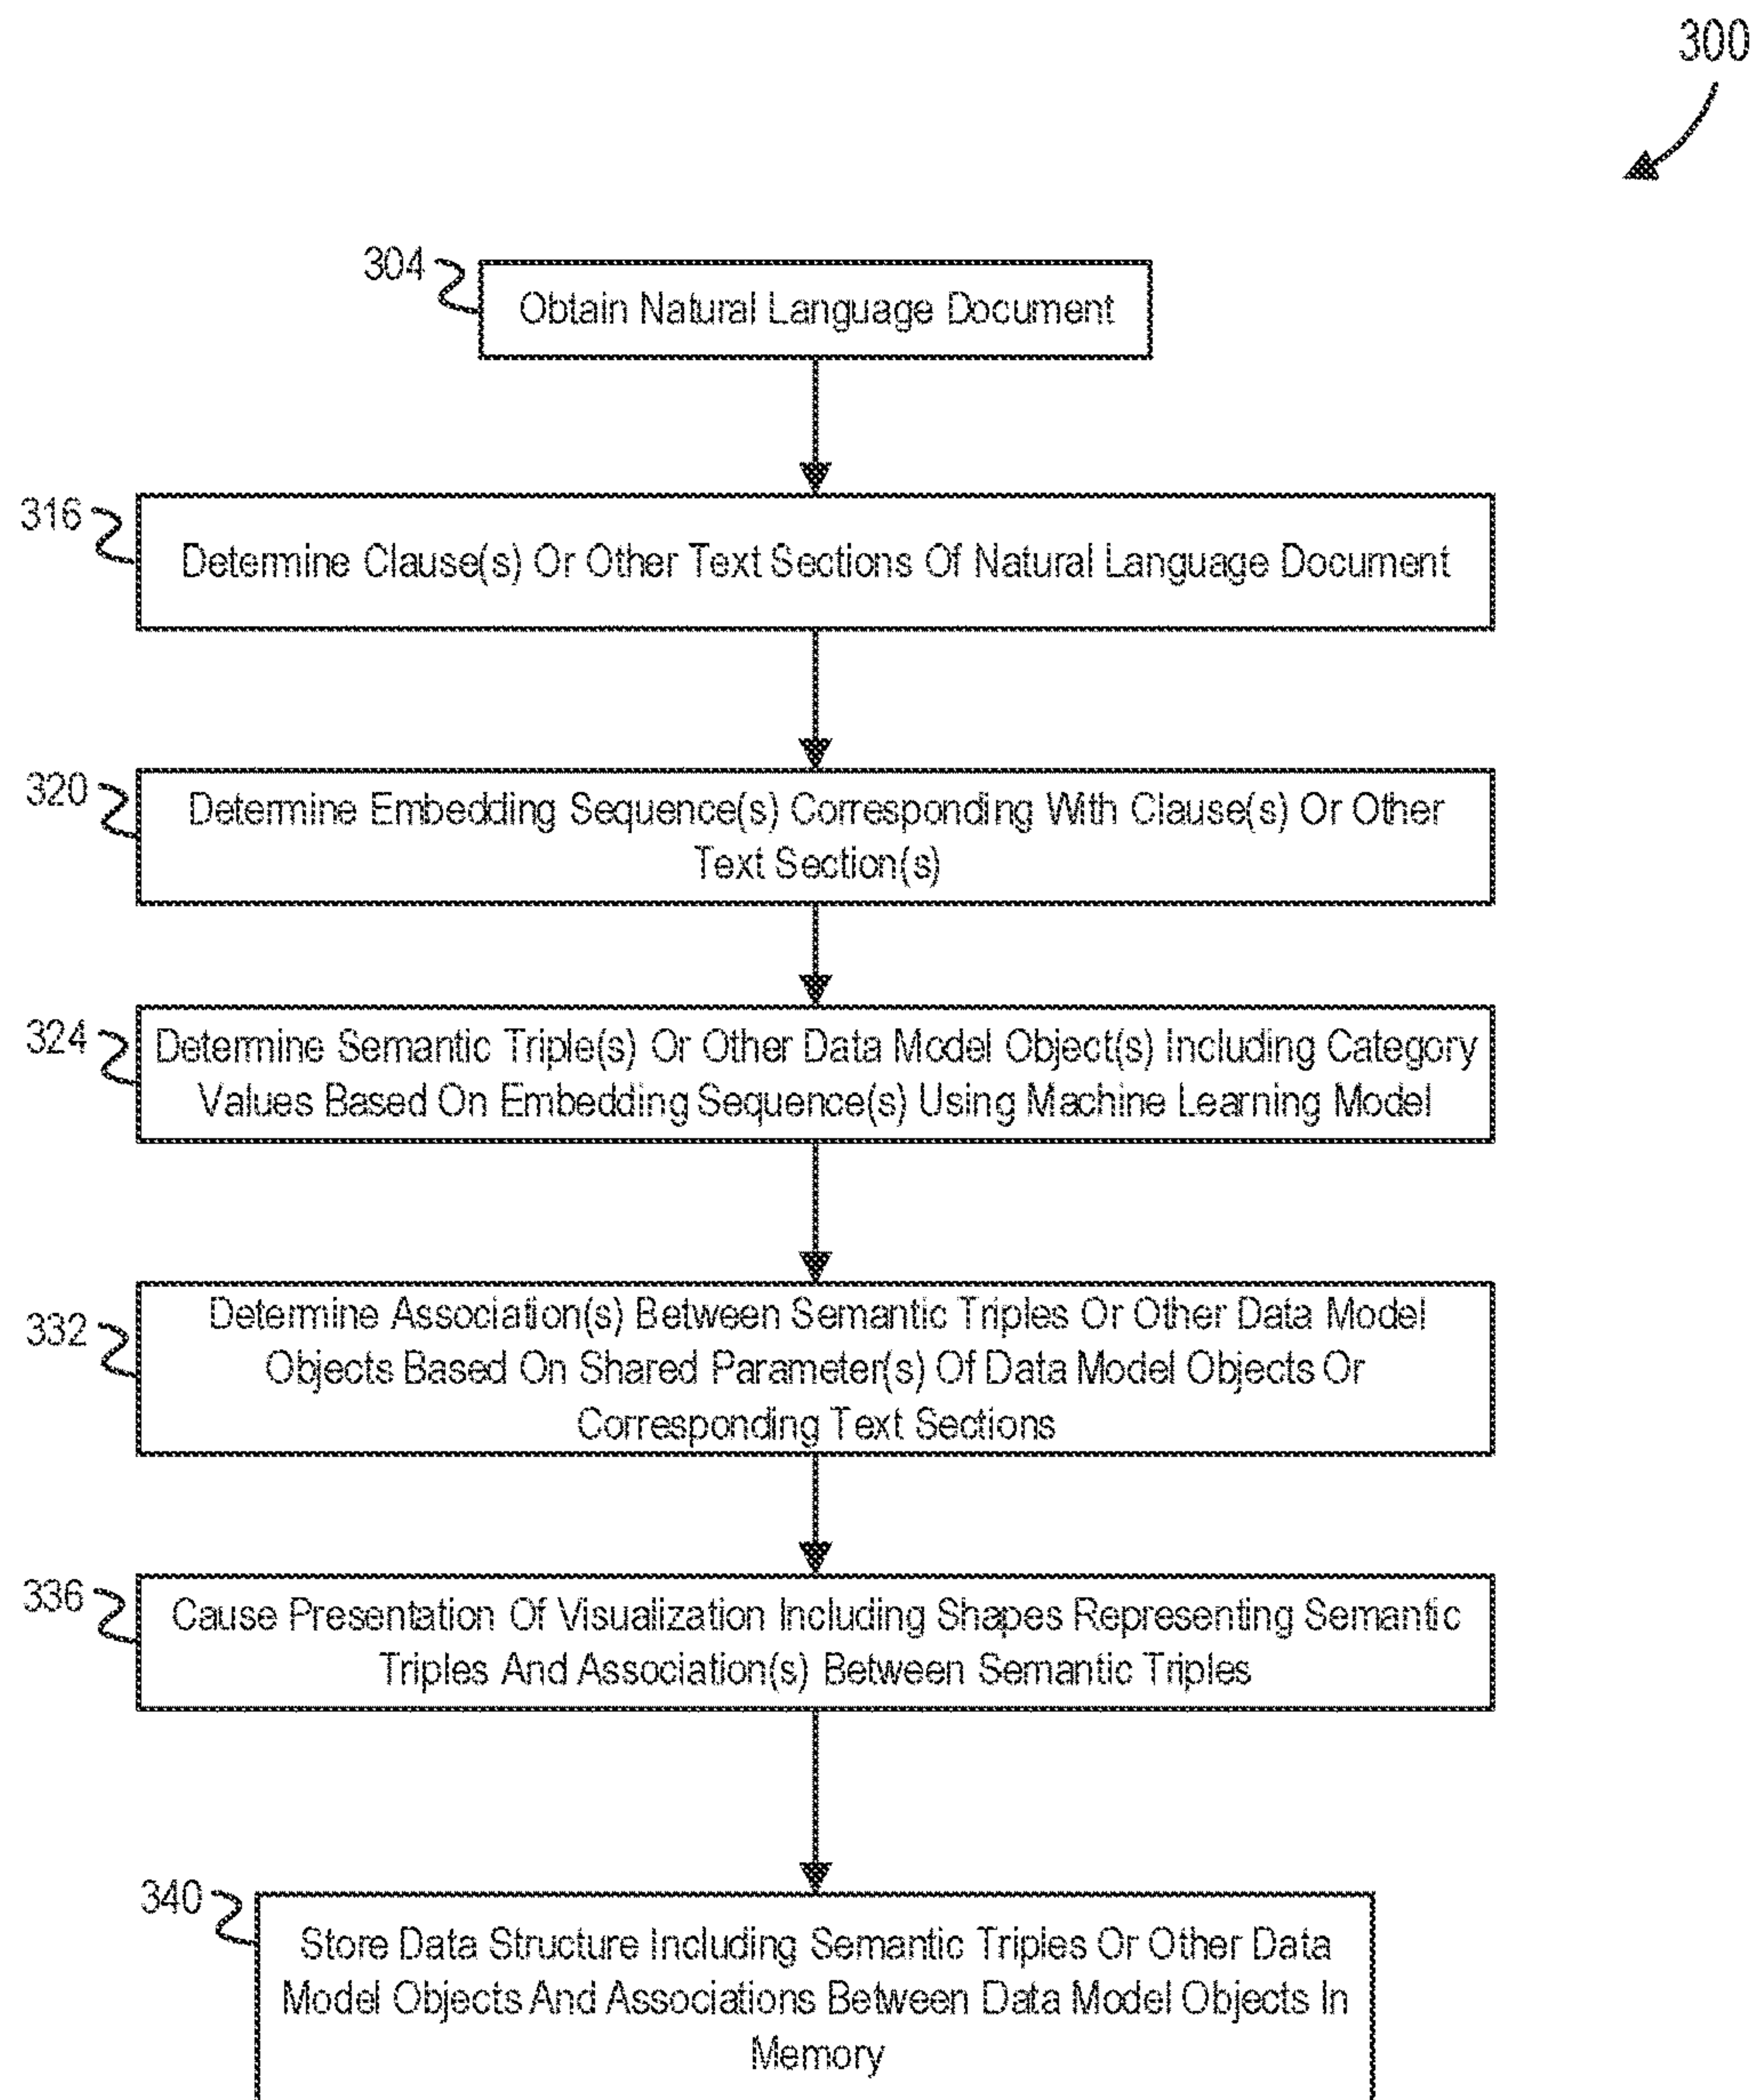 300
304
Obtain Natural Language Document
316
Determine Clause(s) Or Other Text Sections Of Natural Language Document
320
Determine Embedding Sequence(s) Corresponding With Clause(s) Or Other
Text Section(s)
324
Determine Semantic Triple(s) Or Other Data Model Object(s) Including Category
Values Based On Embedding Sequence(s) Using Machine Learning Model
332
Determine Association(s) Between Semantic Triples Or Other Data Model
Objects Based On Shared Parameter(s) Of Data Model Objects Or
Corresponding Text Sections
336
Cause Presentation Of Visualization Including Shapes Representing Semantic
Triples And Association(s) Between Semantic Triples
340
Store Data Structure Including Semantic Triples Or Other Data
Model Objects And Associations Between Data Model Objects In
Memory